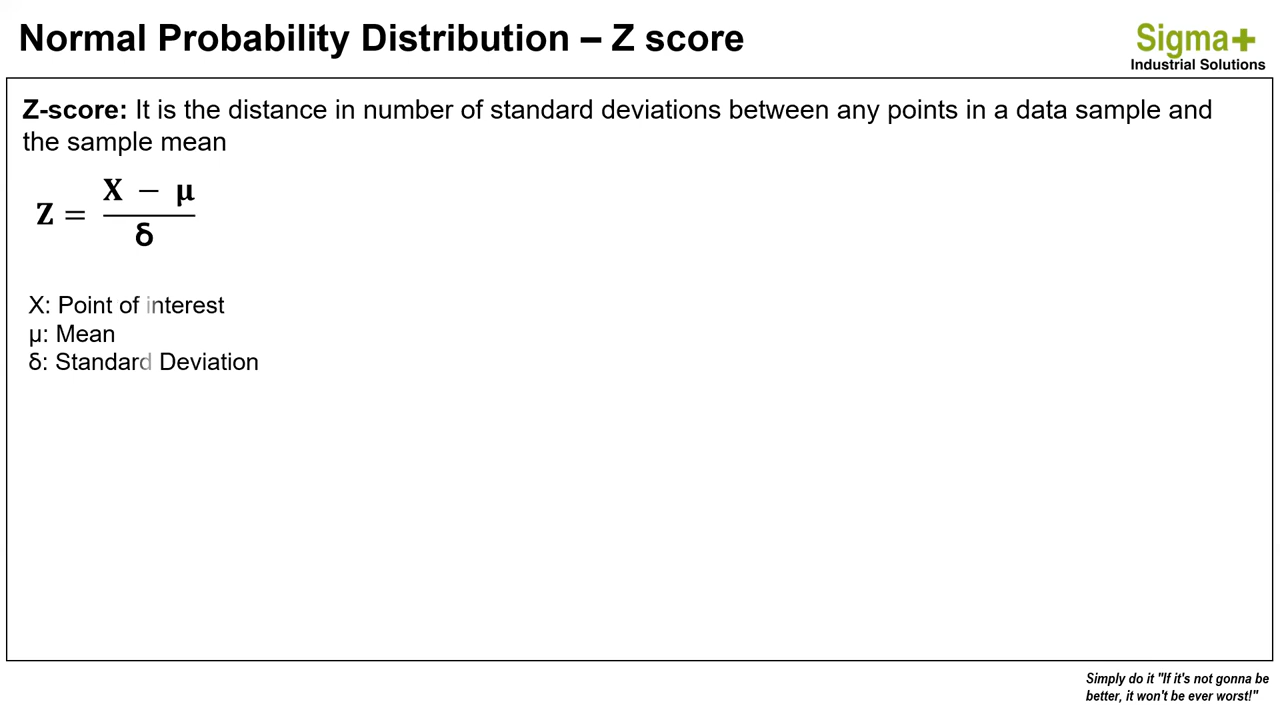 Normal Probability Distribution – Z score
Sigma+
Industrial Solutions
Z-score: It is the distance in number of standard deviations between any points in a data sample and
the sample mean
Z = (X − μ) / δ
X: Point of interest
μ: Mean
δ: Standard Deviation
Simply do it "If it's not gonna be
better, it won't be ever worst!"